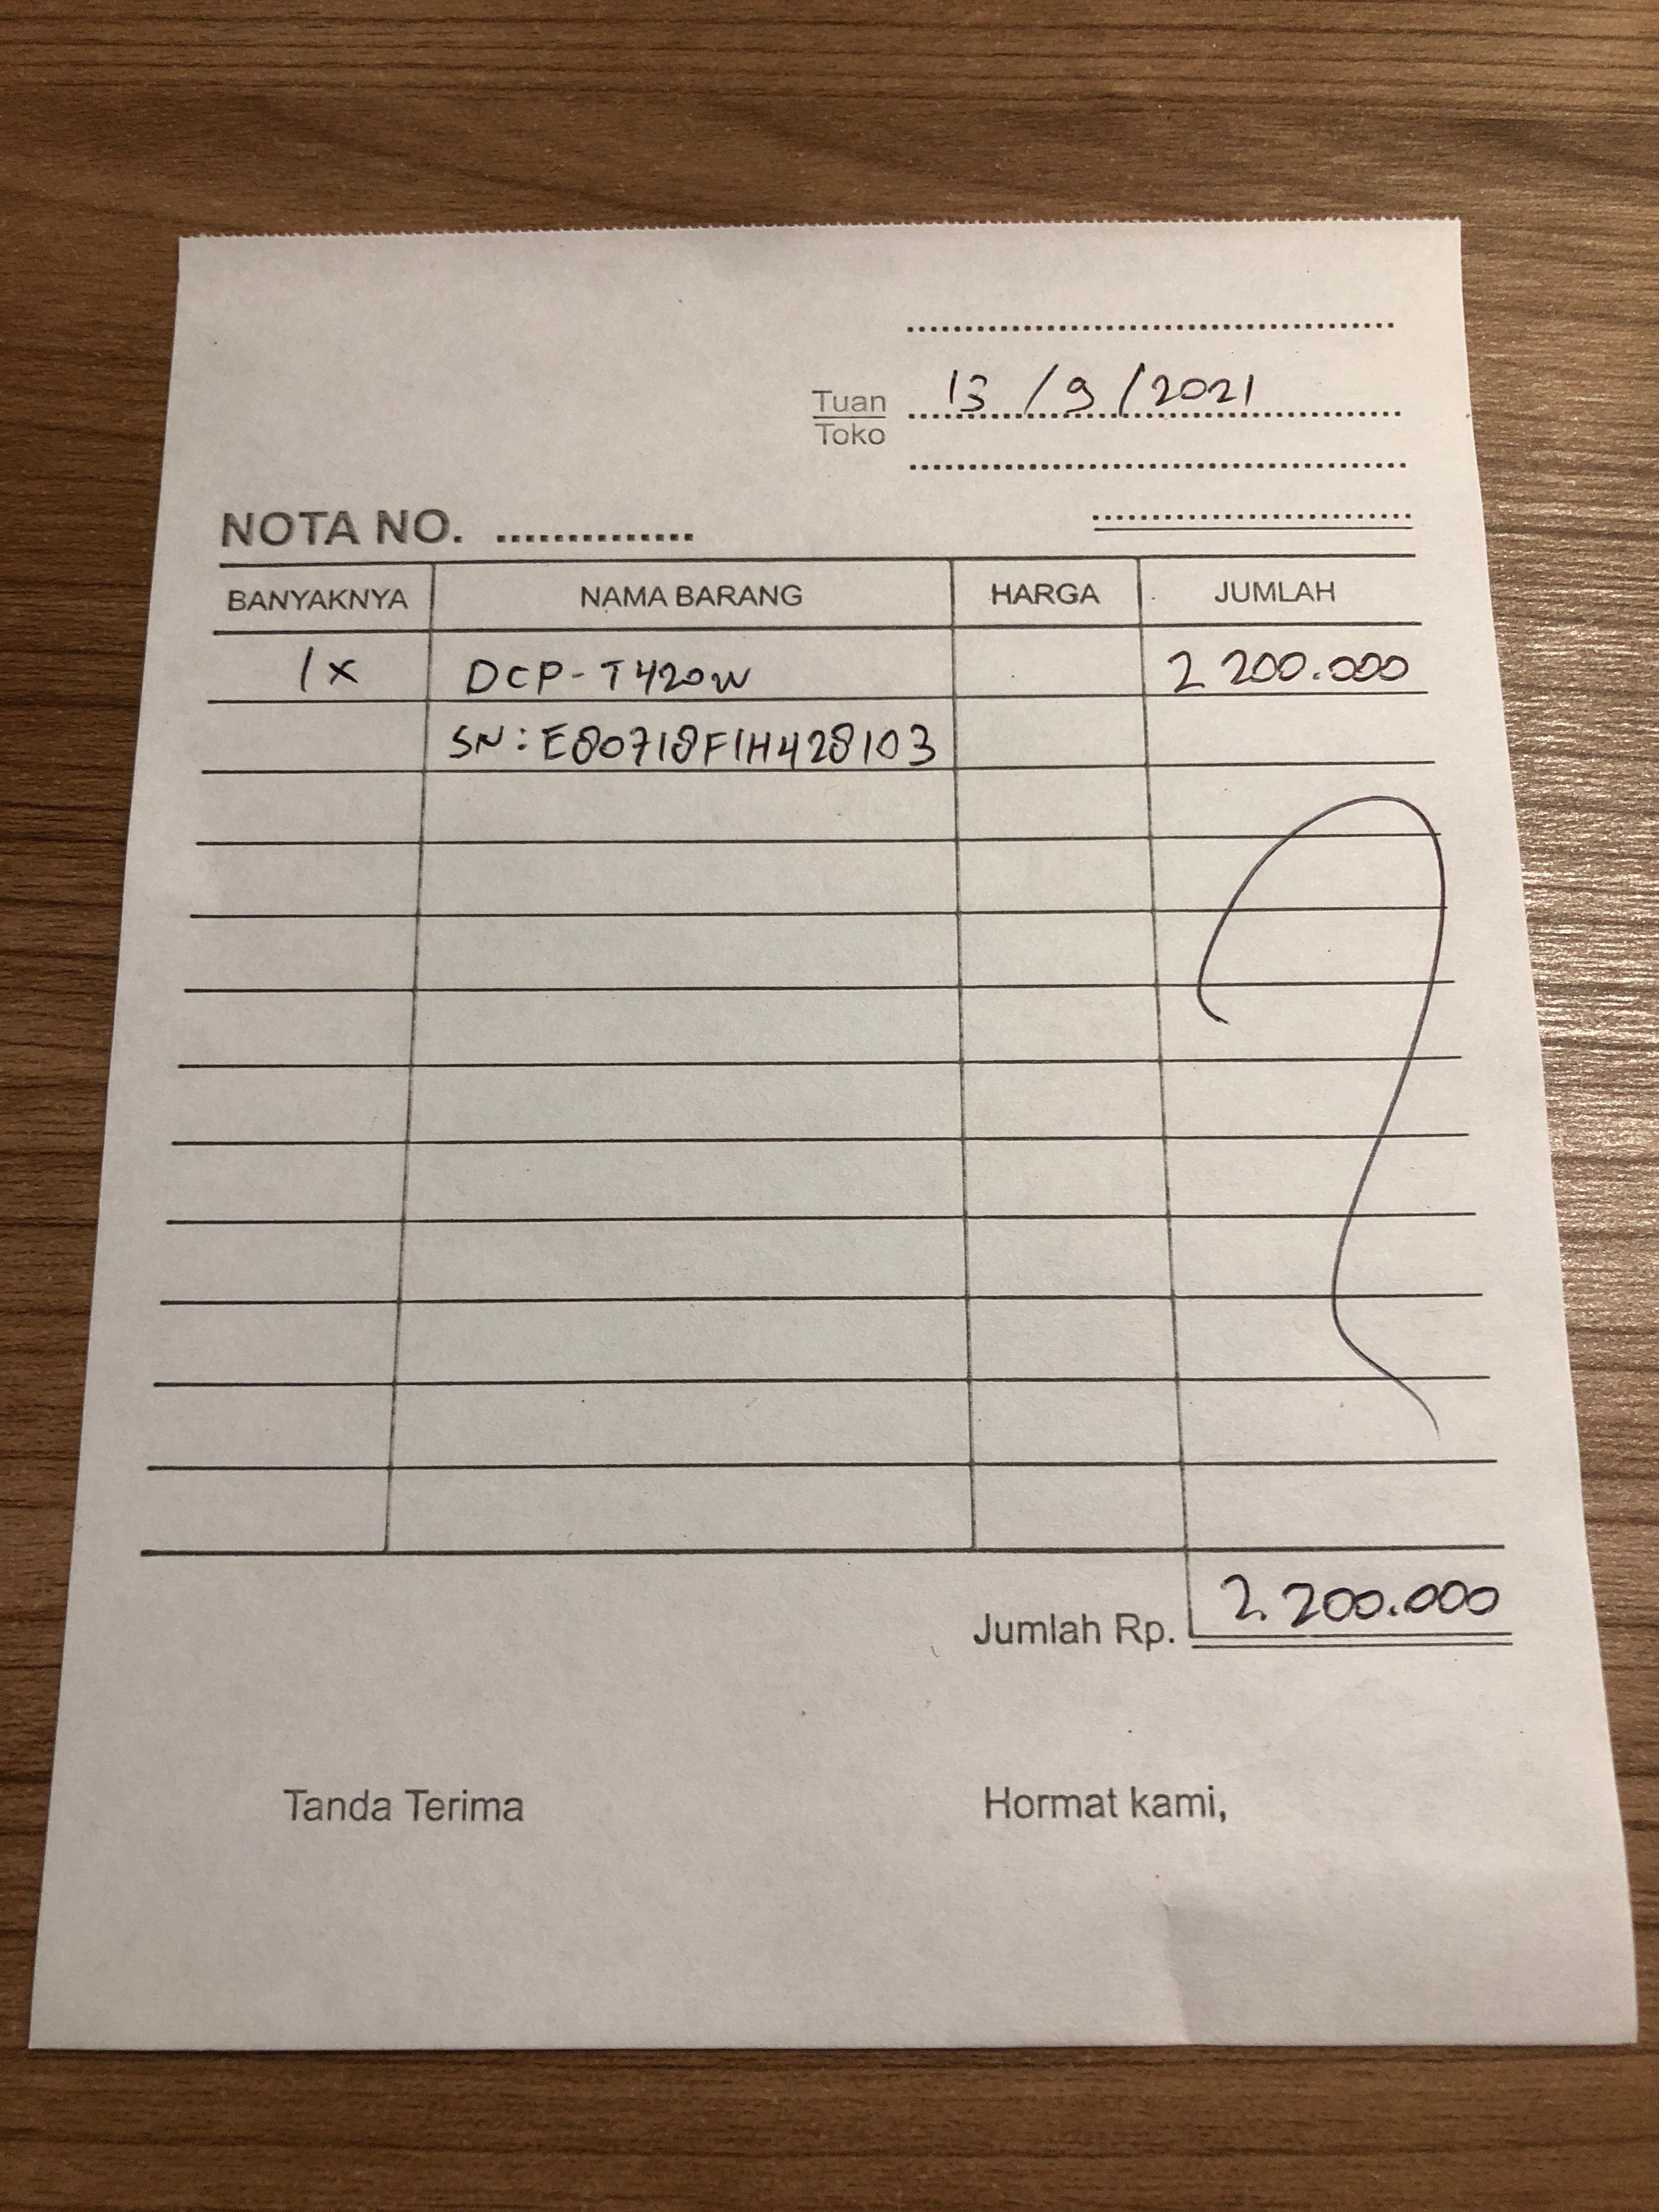 13/9/2021
Tuan
Toko
NOTA NO. ..............
BANYAKNYA NAMA BARANG HARGA JUMLAH
1x DCP-T420W 2 200.000
SN: E80718F1H428103
Jumlah Rp. 2.200.000
Tanda Terima Hormat kami,